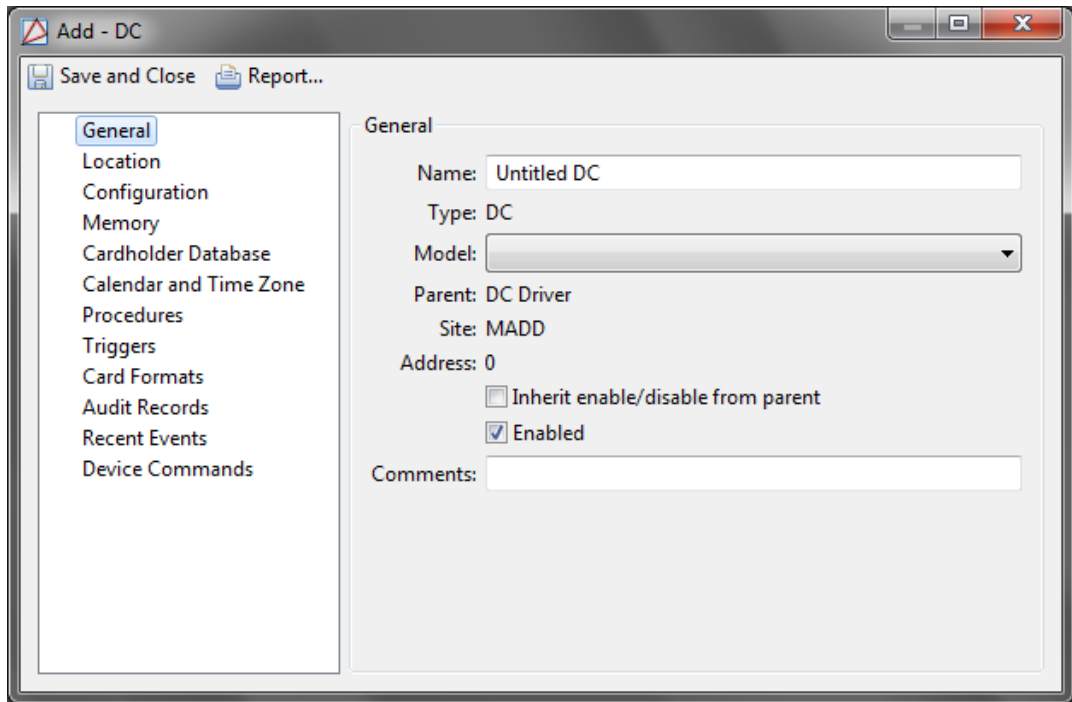 Add - DC
Save and Close Report...
General
Location
Configuration
Memory
Cardholder Database
Calendar and Time Zone
Procedures
Triggers
Card Formats
Audit Records
Recent Events
Device Commands
General
Name: Untitled DC
Type: DC
Model:
Parent: DC Driver
Site: MADD
Address: 0
Inherit enable/disable from parent
Enabled
Comments: